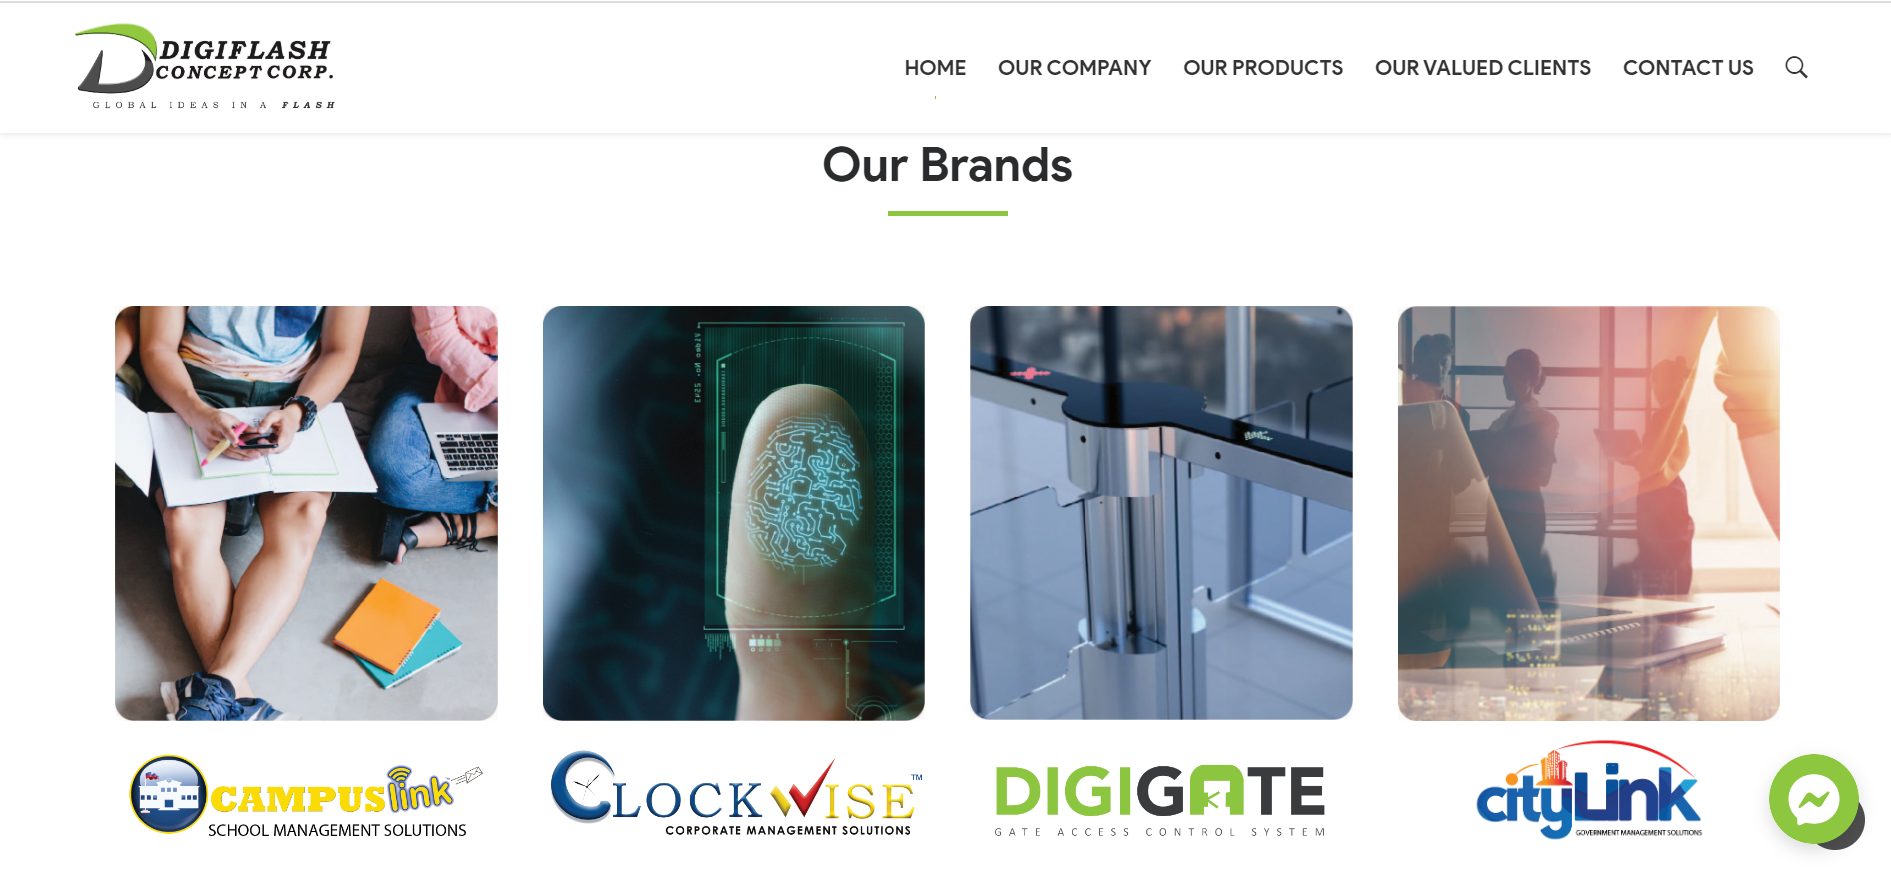 DIGIFLASH
CONCEPT CORP.
GLOBAL IDEAS IN A FLASH
HOME
OUR COMPANY
OUR PRODUCTS
OUR VALUED CLIENTS
CONTACT US
Our Brands
CAMPUSlink
SCHOOL MANAGEMENT SOLUTIONS
CLOCKWISE™
CORPORATE MANAGEMENT SOLUTIONS
DIGIGATE
GATE ACCESS CONTROL SYSTEM
cityLink
GOVERNMENT MANAGEMENT SOLUTIONS